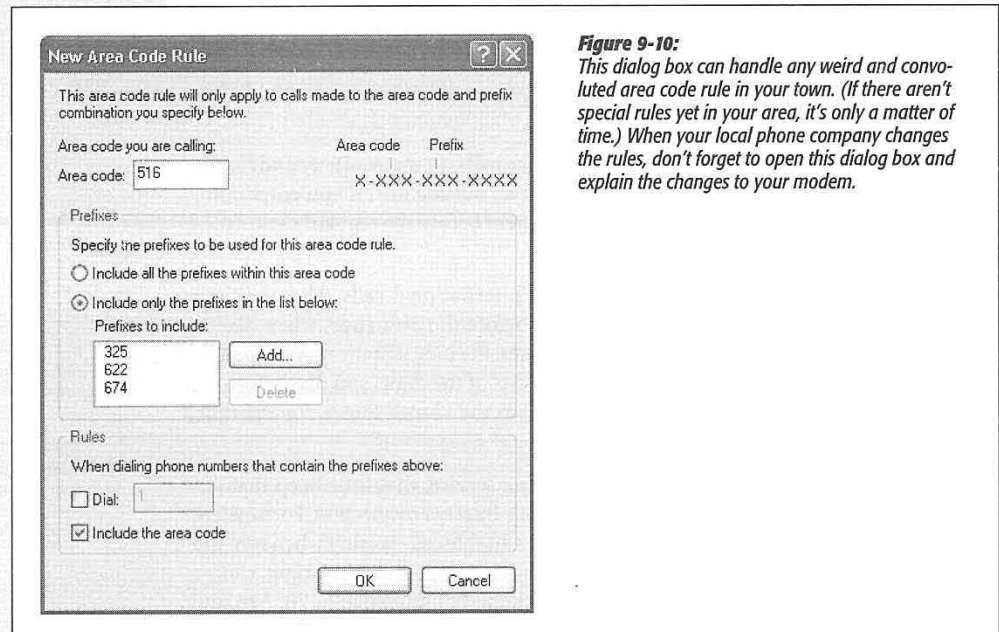 New Area Code Rule
This area code rule will only apply to calls made to the area code and prefix
combination you specify below.
Area code you are calling:
Area code Prefix
Area code: 516
X-XXX-XXX-XXXX
Prefixes
Specify the prefixes to be used for this area code rule.
Include all the prefixes within this area code
Include only the prefixes in the list below:
Prefixes to include:
325
622
674
Add...
Delete
Rules
When dialing phone numbers that contain the prefixes above:
Dial: 1
Include the area code
OK Cancel
Figure 9-10:
This dialog box can handle any weird and convo-
luted area code rule in your town. (If there aren't
special rules yet in your area, it's only a matter of
time.) When your local phone company changes
the rules, don't forget to open this dialog box and
explain the changes to your modem.